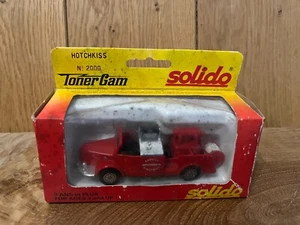 HOTCHKISS
N: 2000
TonerGam
solido
solido